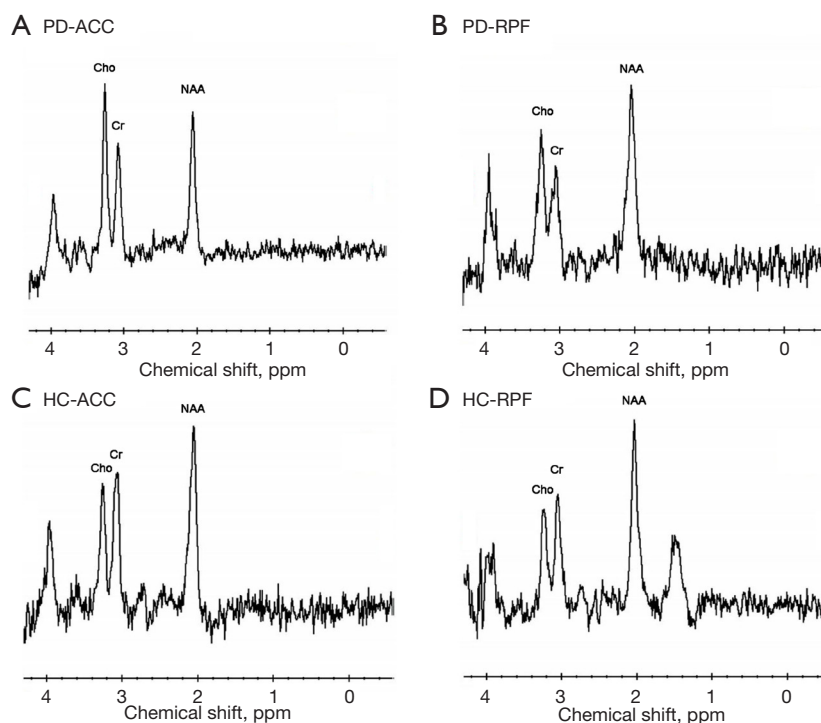 A PD-ACC
Cho
Cr
NAA
4 3 2 1 0
Chemical shift, ppm
B PD-RPF
Cho
Cr
NAA
4 3 2 1 0
Chemical shift, ppm
C HC-ACC
Cho
Cr
NAA
4 3 2 1 0
Chemical shift, ppm
D HC-RPF
Cho
Cr
NAA
4 3 2 1 0
Chemical shift, ppm